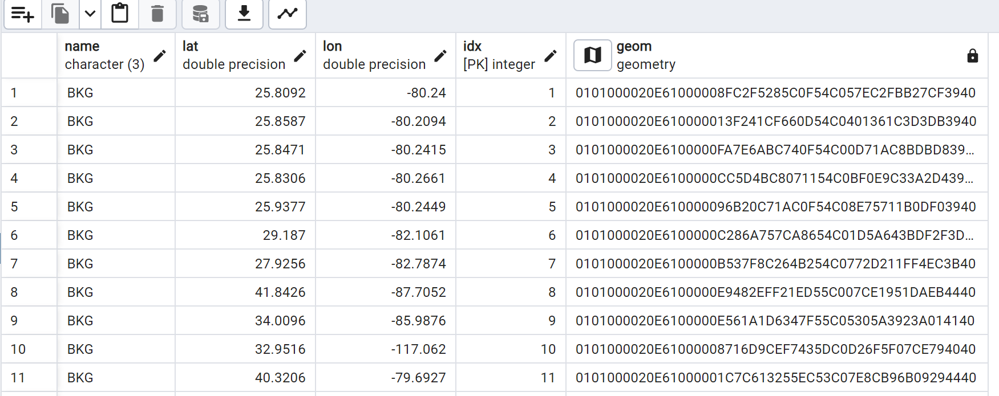 name lat lon idx geom
character (3) double precision double precision [PK] integer geometry
1 BKG 25.8092 -80.24 1 0101000020E61000008FC2F5285C0F54C057EC2FBB27CF3940
2 BKG 25.8587 -80.2094 2 0101000020E610000013F241CF660D54C0401361C3D3DB3940
3 BKG 25.8471 -80.2415 3 0101000020E6100000FA7E6ABC740F54C00D71AC8BDBD839...
4 BKG 25.8306 -80.2661 4 0101000020E6100000CC5D4BC8071154C0BF0E9C33A2D439...
5 BKG 25.9377 -80.2449 5 0101000020E610000096B20C71AC0F54C08E75711B0DF03940
6 BKG 29.187 -82.1061 6 0101000020E6100000C286A757CA8654C01D5A643BDF2F3D...
7 BKG 27.9256 -82.7874 7 0101000020E6100000B537F8C264B254C0772D211FF4EC3B40
8 BKG 41.8426 -87.7052 8 0101000020E6100000E9482EFF21ED55C007CE1951DAEB4440
9 BKG 34.0096 -85.9876 9 0101000020E6100000E561A1D6347F55C05305A3923A014140
10 BKG 32.9516 -117.062 10 0101000020E61000008716D9CEF7435DC0D26F5F07CE794040
11 BKG 40.3206 -79.6927 11 0101000020E61000001C7C613255EC53C07E8CB96B09294440